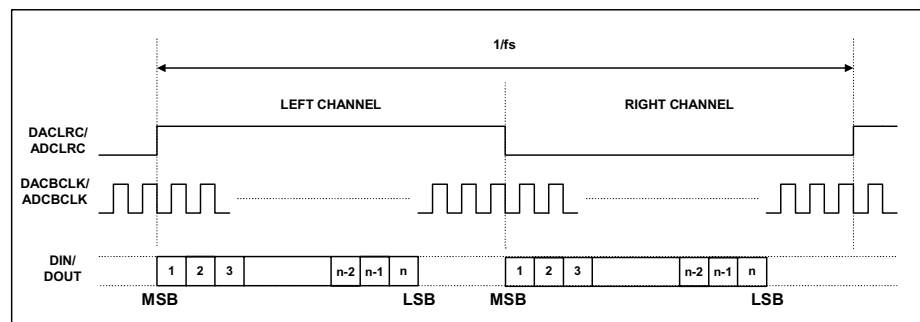 1/fs
LEFT CHANNEL RIGHT CHANNEL
DACLRC/
ADCLRC
DACBCLK/
ADCBCLK
DIN/
DOUT
1 2 3 n-2 n-1 n 1 2 3 n-2 n-1 n
MSB LSB MSB LSB